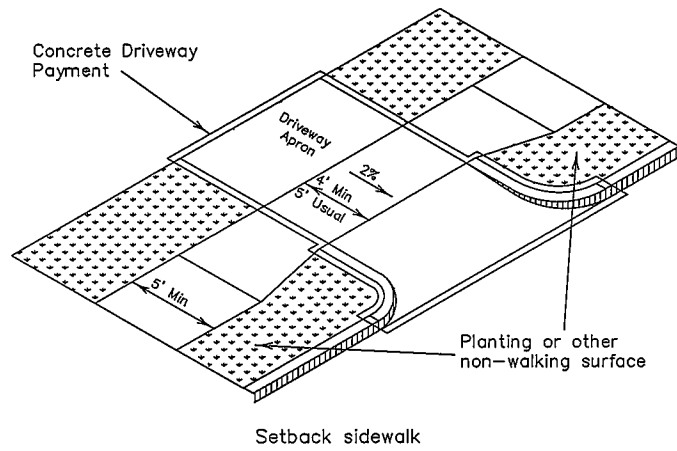 Concrete Driveway
Payment
Driveway
Apron
2%
4' Min
5' Usual
5' Min
Planting or other
non-walking surface
Setback sidewalk